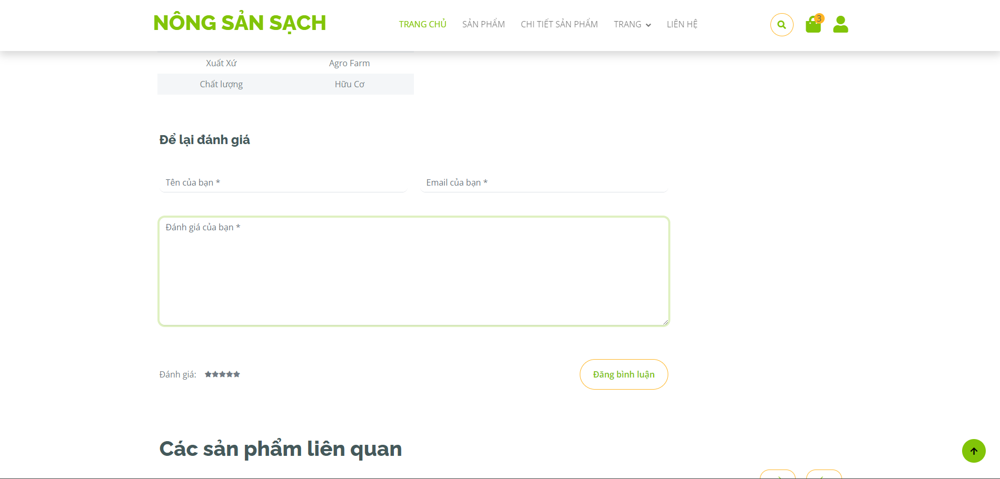 NÔNG SẢN SẠCH
TRANG CHỦ SẢN PHẨM CHI TIẾT SẢN PHẨM TRANG LIÊN HỆ
3
Xuất Xứ Agro Farm
Chất lượng Hữu Cơ
Để lại đánh giá
Tên của bạn * Email của bạn *
Đánh giá của bạn *
Đánh giá: Đăng bình luận
Các sản phẩm liên quan